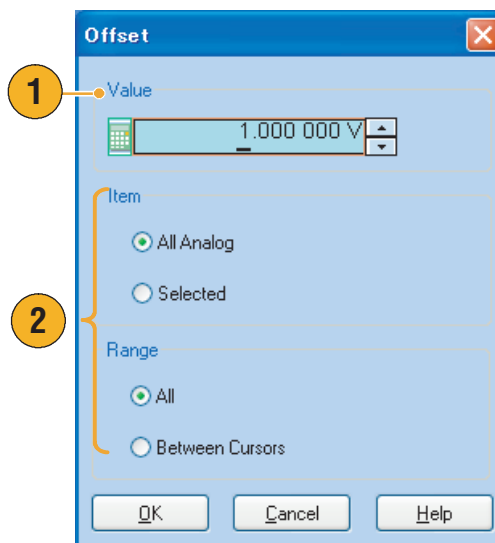 Offset
1
Value
1.000 000 V
Item
All Analog
Selected
2
Range
All
Between Cursors
OK Cancel Help